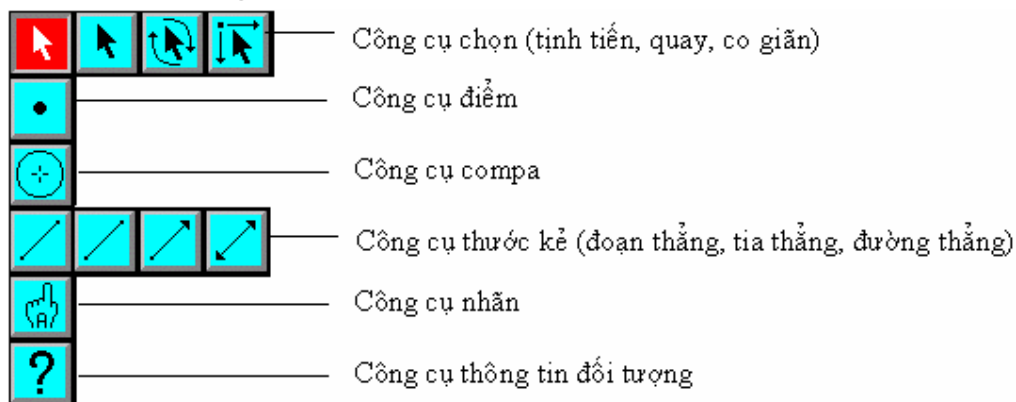 Công cụ chọn (tịnh tiến, quay, co giãn)
Công cụ điểm
Công cụ compa
Công cụ thước kẻ (đoạn thẳng, tia thẳng, đường thẳng)
A
Công cụ nhãn
?
Công cụ thông tin đối tượng